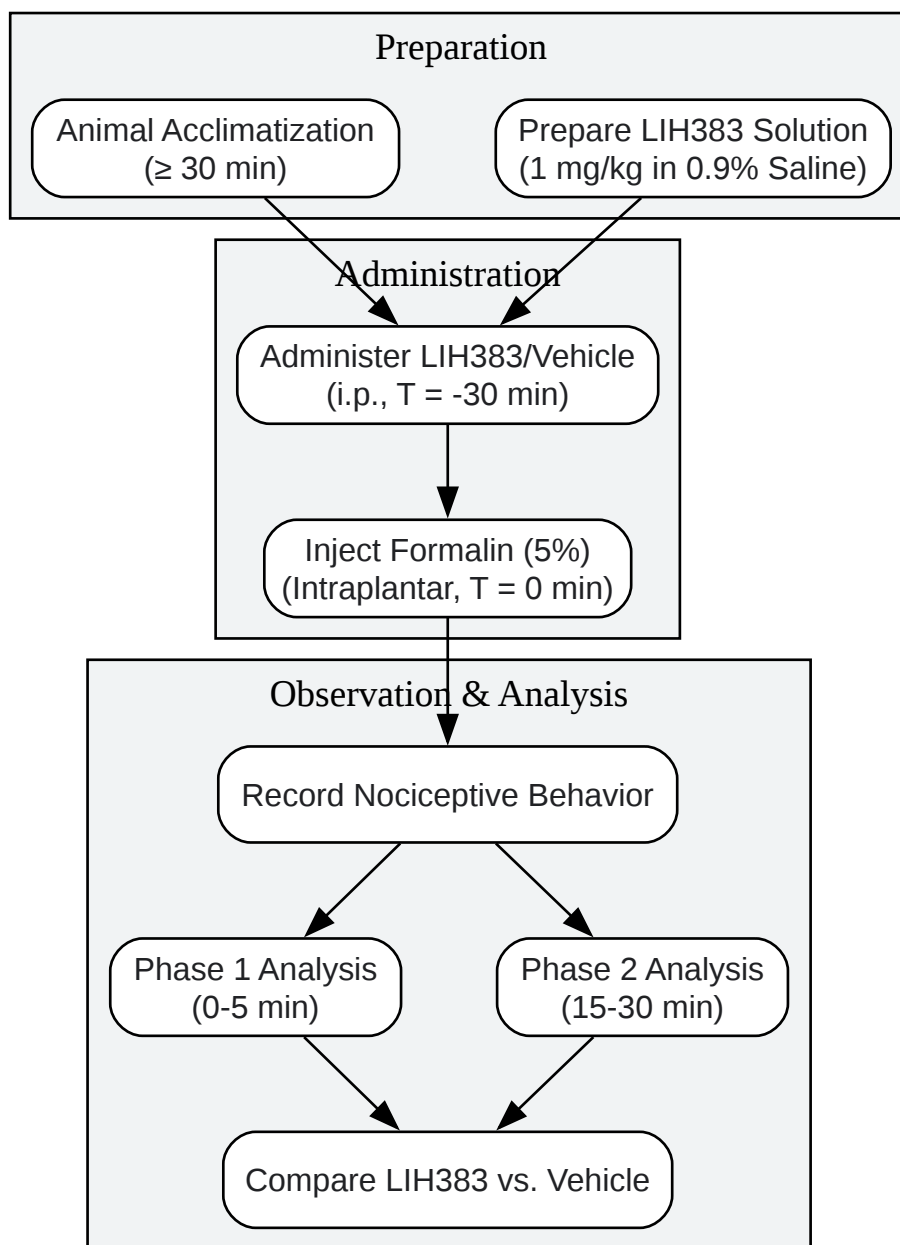 Preparation
Animal Acclimatization
(≥ 30 min)
Prepare LIH383 Solution
(1 mg/kg in 0.9% Saline)
Administration
Administer LIH383/Vehicle
(i.p., T = -30 min)
Inject Formalin (5%)
(Intraplantar, T = 0 min)
Observation & Analysis
Record Nociceptive Behavior
Phase 1 Analysis
(0-5 min)
Phase 2 Analysis
(15-30 min)
Compare LIH383 vs. Vehicle